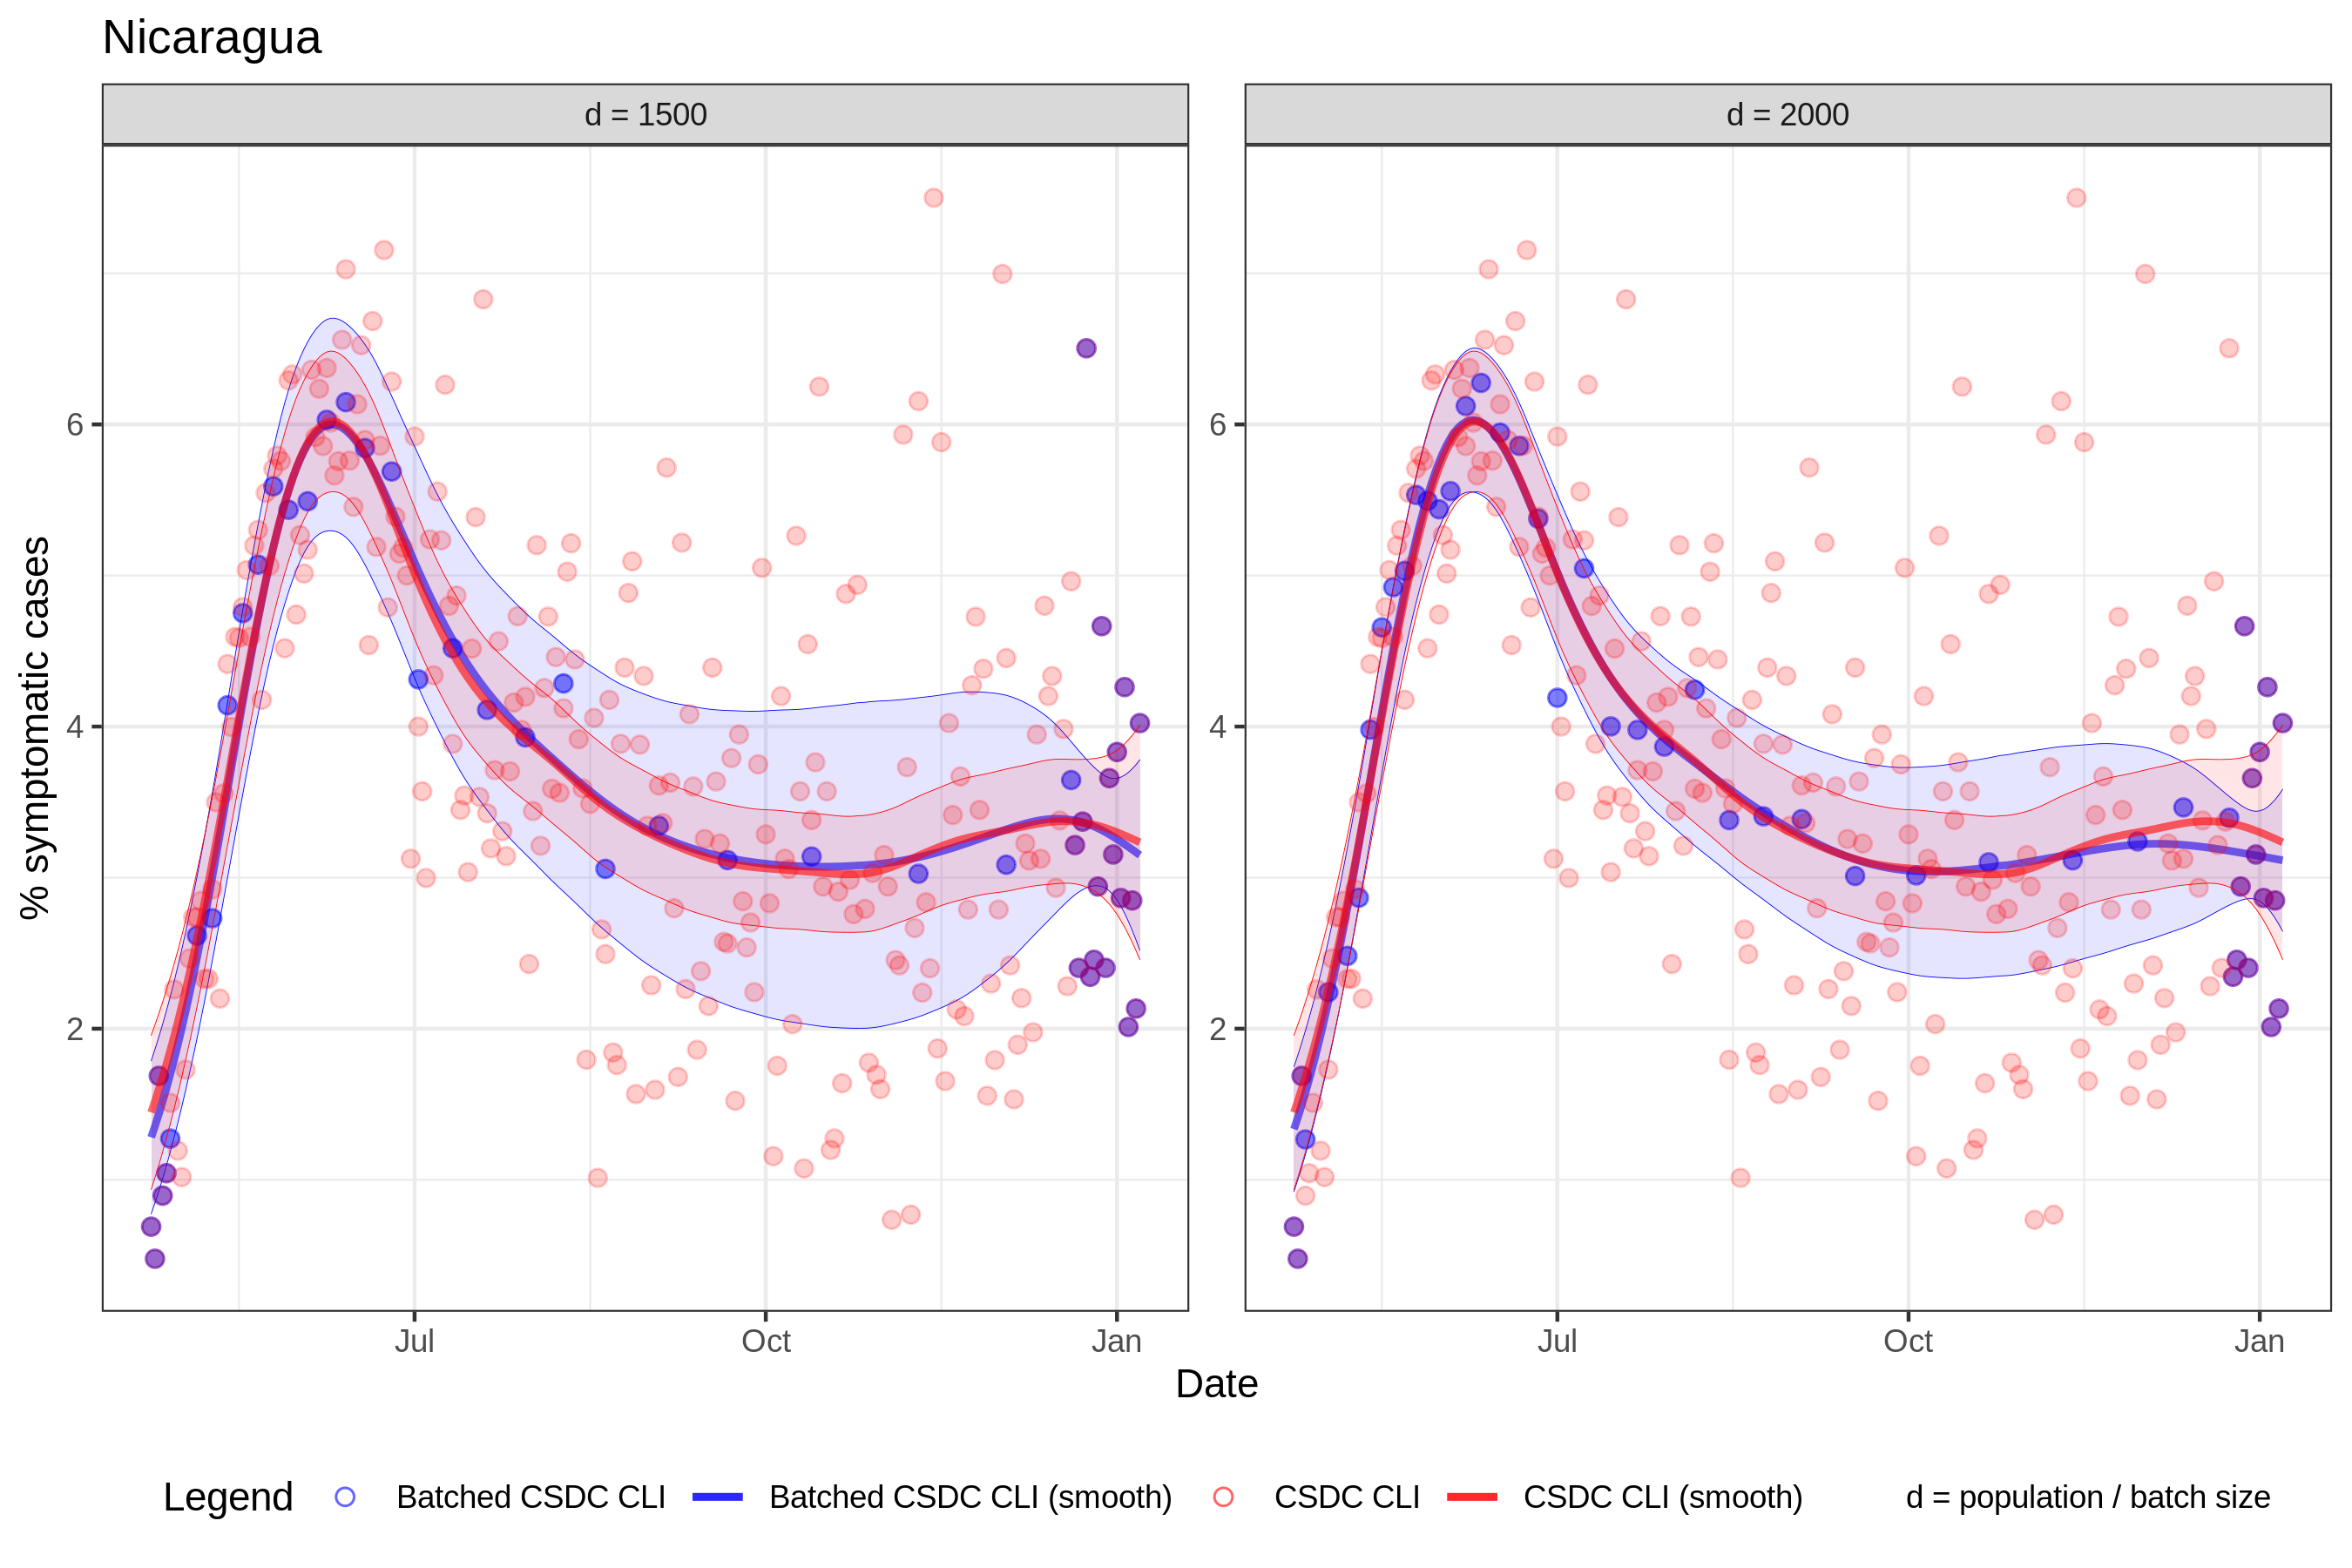 Nicaragua
d = 1500
d = 2000
% symptomatic cases
6
4
2
6
4
2
Jul
Oct
Jan
Jul
Oct
Jan
Date
Legend
Batched CSDC CLI
Batched CSDC CLI (smooth)
CSDC CLI
CSDC CLI (smooth)
d = population / batch size